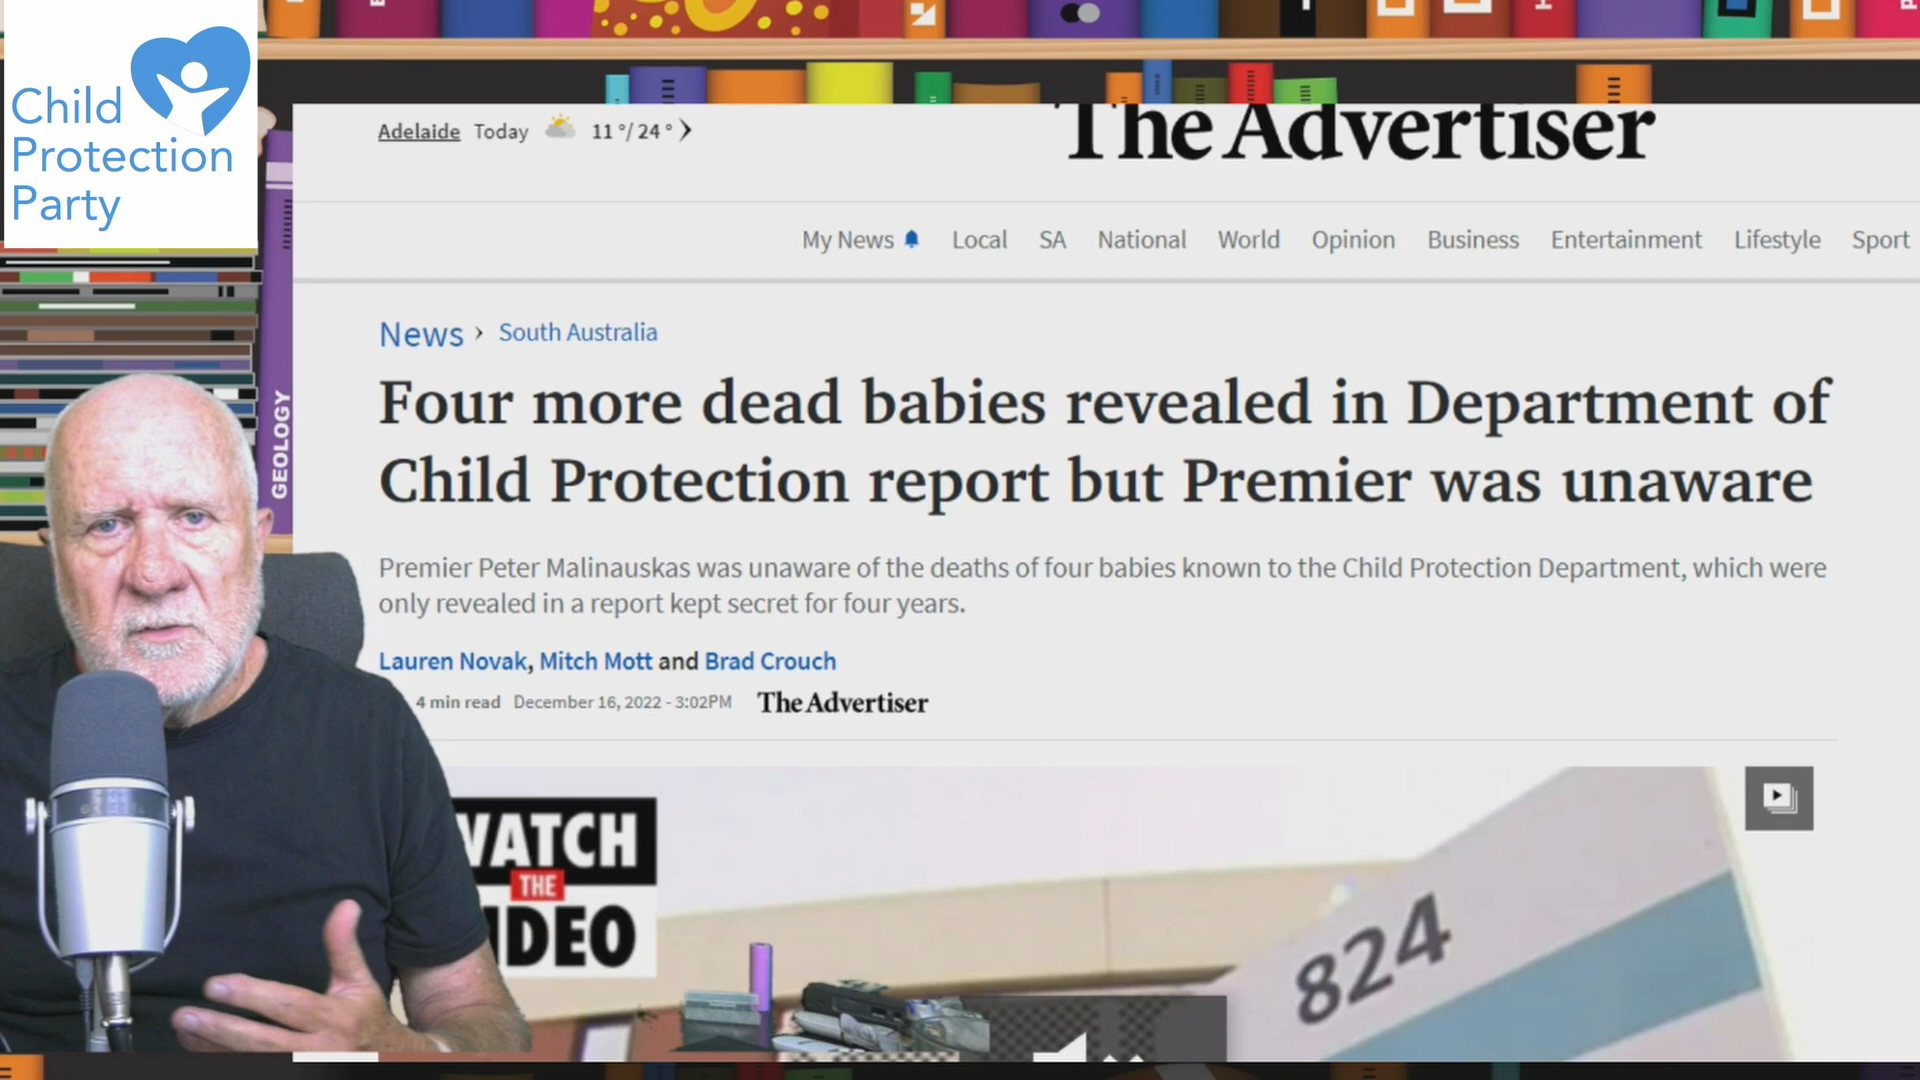 Child
Protection
Party
GEOLOGY
Adelaide Today 11°/ 24°
The Advertiser
My News Local SA National World Opinion Business Entertainment Lifestyle Sport
News › South Australia
Four more dead babies revealed in Department of
Child Protection report but Premier was unaware
Premier Peter Malinauskas was unaware of the deaths of four babies known to the Child Protection Department, which were
only revealed in a report kept secret for four years.
Lauren Novak, Mitch Mott and Brad Crouch
4 min read December 16, 2022 - 3:02PM The Advertiser
WATCH
THE
VIDEO
824